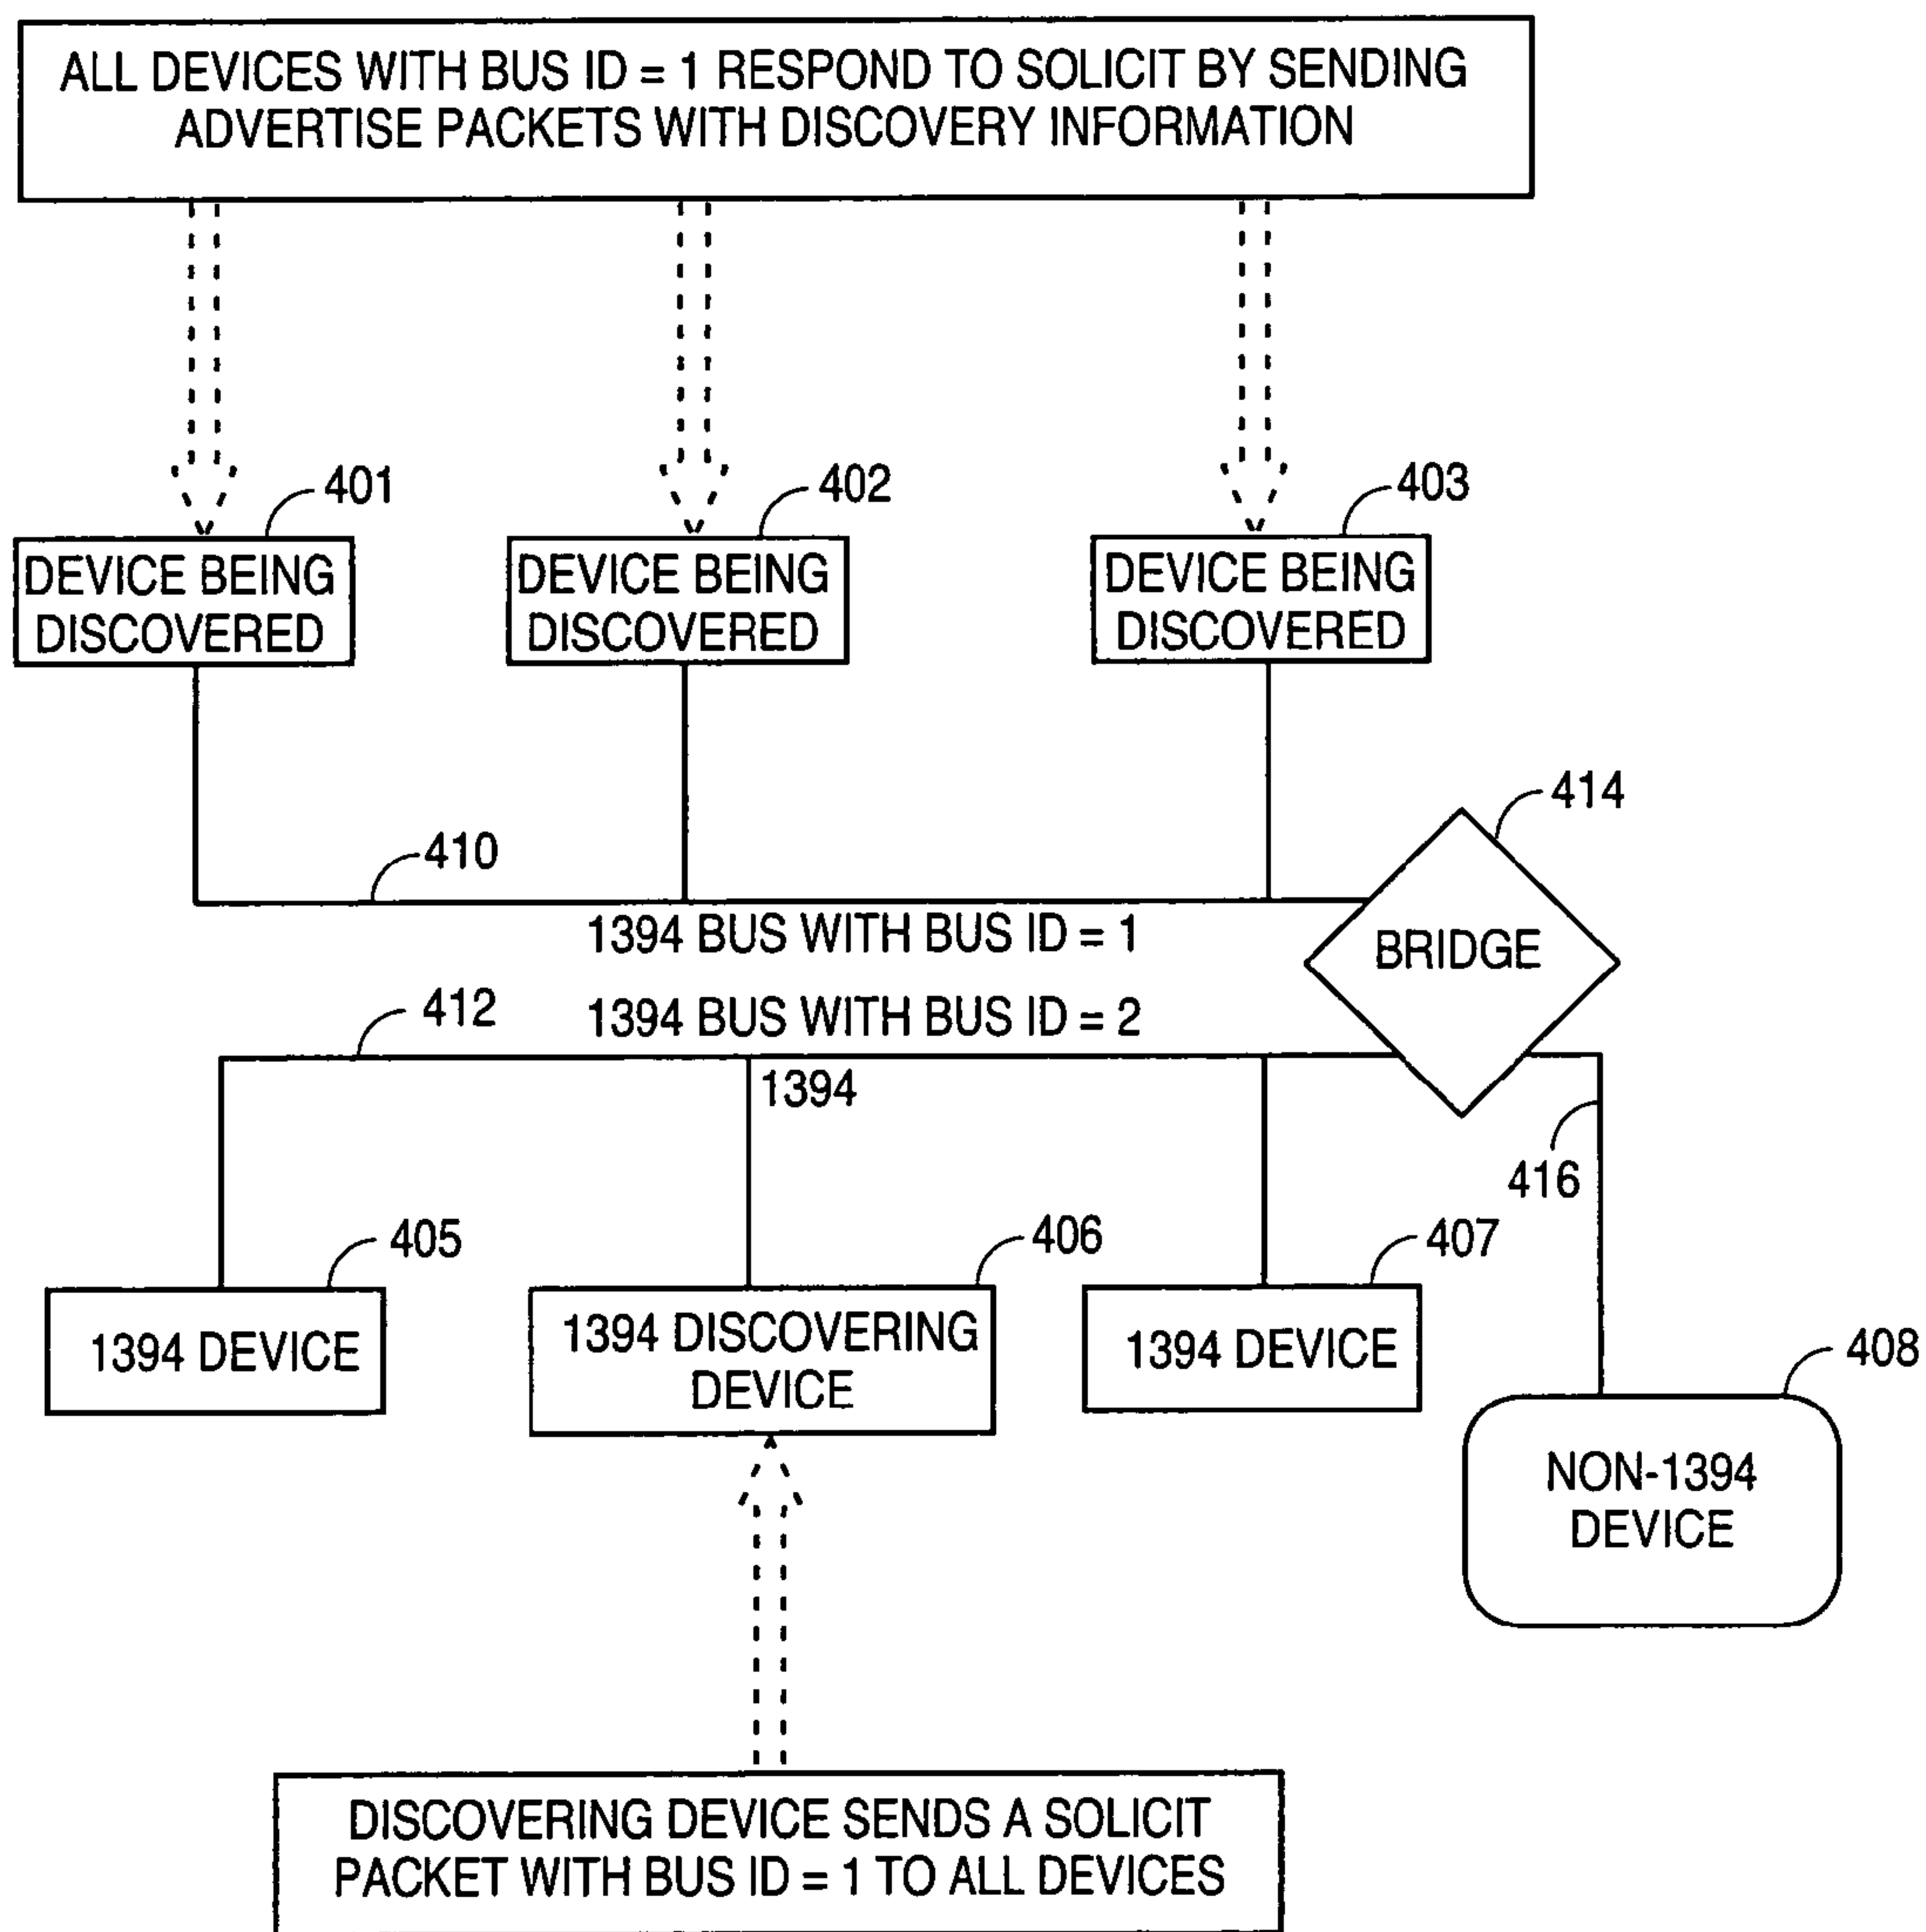 ALL DEVICES WITH BUS ID = 1 RESPOND TO SOLICIT BY SENDING
ADVERTISE PACKETS WITH DISCOVERY INFORMATION
401
402
403
DEVICE BEING
DISCOVERED
DEVICE BEING
DISCOVERED
DEVICE BEING
DISCOVERED
414
410
1394 BUS WITH BUS ID = 1
BRIDGE
412
1394 BUS WITH BUS ID = 2
1394
416
405
406
407
1394 DEVICE
1394 DISCOVERING
DEVICE
1394 DEVICE
408
NON-1394
DEVICE
DISCOVERING DEVICE SENDS A SOLICIT
PACKET WITH BUS ID = 1 TO ALL DEVICES